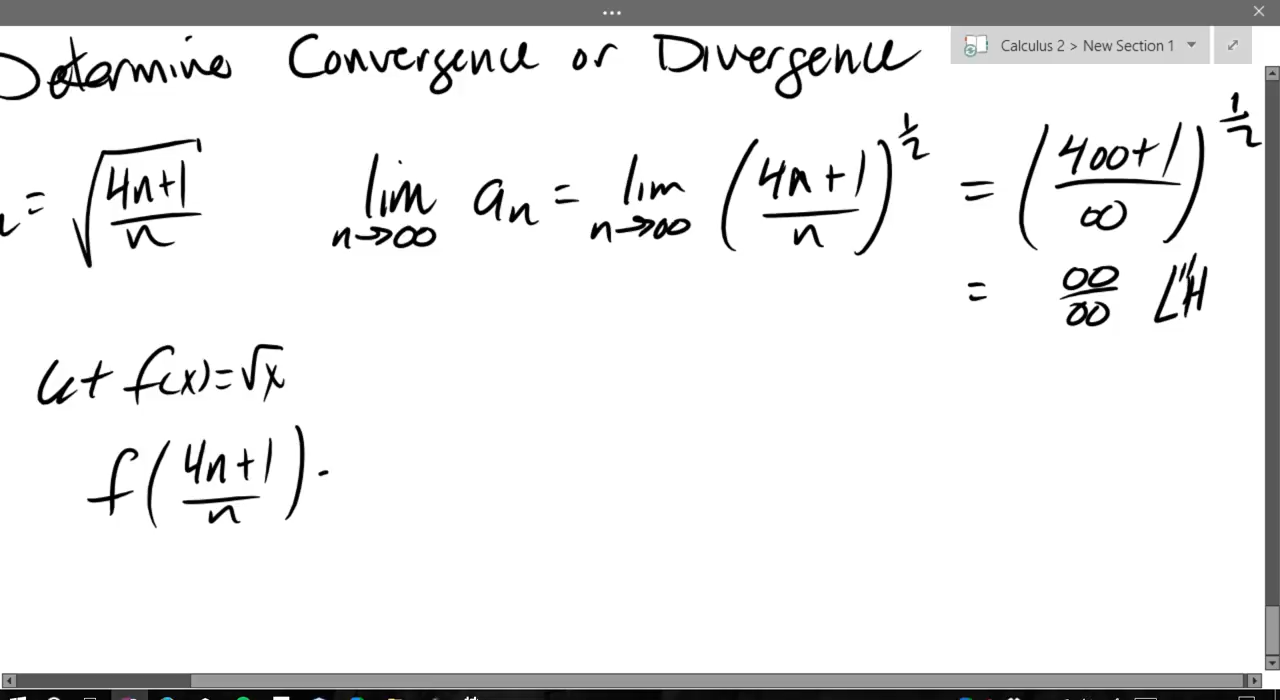 ...
Calculus 2 > New Section 1
Determine Convergence or Divergence
= √((4n+1)/n)
lim n→∞ aₙ = lim n→∞ ((4n+1)/n)^(1/2) = ((4∞+1)/∞)^(1/2)
= ∞/∞ L'H
let f(x)=√x
f((4n+1)/n)